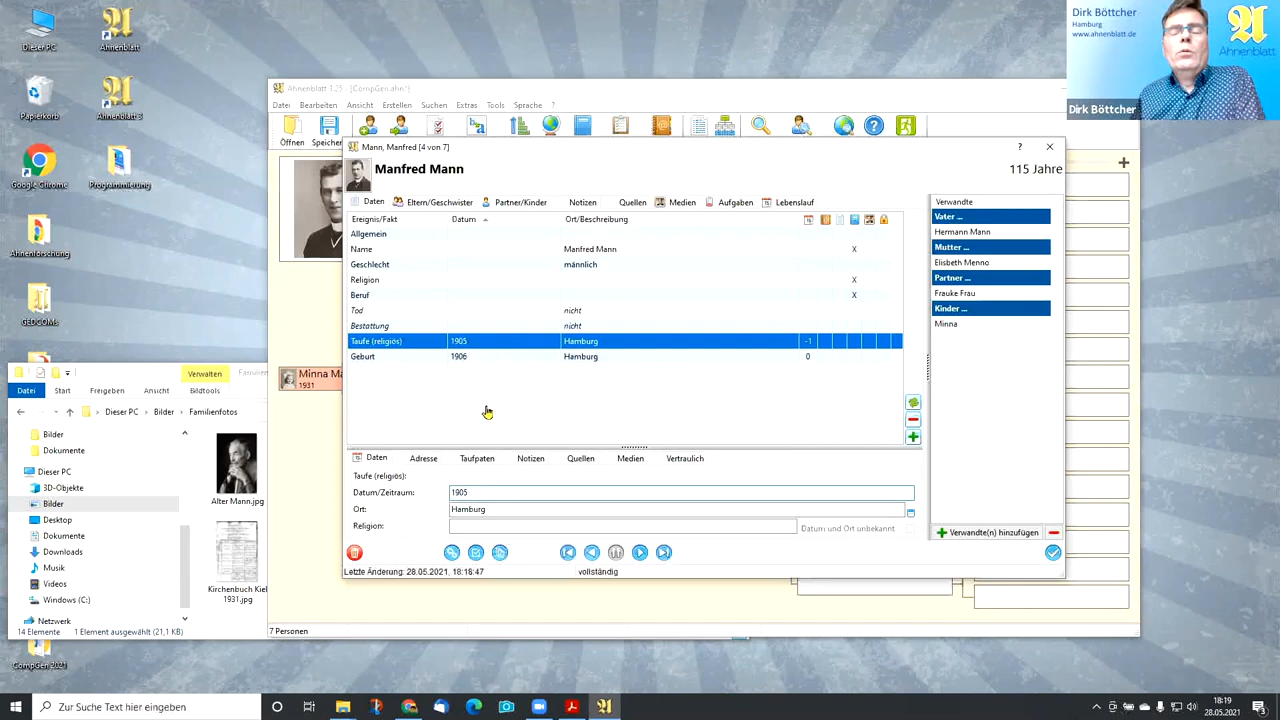 Dirk Böttcher
Hamburg
www.ahnenblatt.de
Ahnenblatt
Dirk Böttcher
Dieser PC
Ahnenblatt
Papierkorb
Ahnenblatt 3
Google Chrome
Programmierung
Ahnenforschung
GEDCOMs
CompGen 2021
Ahnenblatt 3.25 - [CompGen.ahn*]
Datei Bearbeiten Ansicht Erstellen Suchen Extras Tools Sprache ?
Öffnen Speichern
Mann, Manfred [4 von 7]
?
Manfred Mann
115 Jahre
Daten Eltern/Geschwister Partner/Kinder Notizen Quellen Medien Aufgaben Lebenslauf
Ereignis/Fakt Datum Ort/Beschreibung
Allgemein
Name Manfred Mann X
Geschlecht männlich
Religion X
Beruf X
Tod nicht
Bestattung nicht
Taufe (religiös) 1905 Hamburg -1
Geburt 1906 Hamburg 0
Verwandte
Vater ...
Hermann Mann
Mutter ...
Elisbeth Menno
Partner ...
Frauke Frau
Kinder ...
Minna
Verwandte(n) hinzufügen
Daten Adresse Taufpaten Notizen Quellen Medien Vertraulich
Taufe (religiös):
Datum/Zeitraum: 1905
Ort: Hamburg
Religion: Datum und Ort unbekannt
Letzte Änderung: 28.05.2021, 18:18:47 vollständig
Minna Ma
1931
7 Personen
Verwalten
Datei Start Freigeben Ansicht Bildtools
Dieser PC Bilder Familienfotos
Bilder
Dokumente
Dieser PC
3D-Objekte
Bilder
Desktop
Dokumente
Downloads
Musik
Videos
Windows (C:)
Netzwerk
Alter Mann.jpg
Kirchenbuch Kiel
1931.jpg
14 Elemente 1 Element ausgewählt (21,1 KB)
Zur Suche Text hier eingeben
18:19
28.05.2021